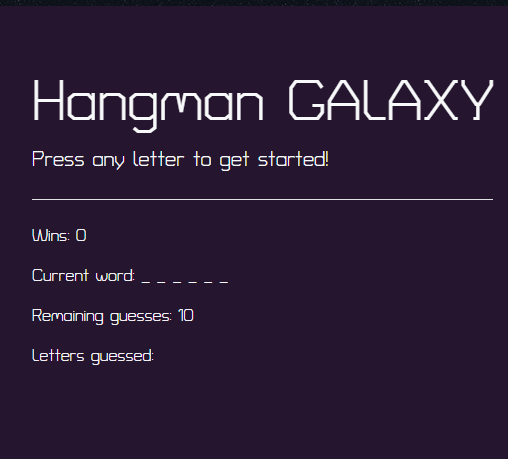 Hangman GALAXY
Press any letter to get started!
Wins: 0
Current word: _ _ _ _ _ _
Remaining guesses: 10
Letters guessed: